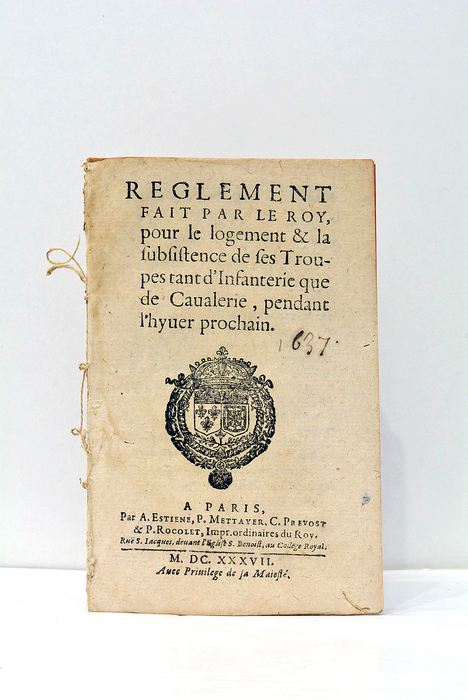 REGLEMENT
FAIT PAR LE ROY,
pour le logement & la
ſubſiſtence de ſes Trou-
pes tant d'Infanterie que
de Caualerie, pendant
l'hyuer prochain.
1637.
A PARIS,
Par A. ESTIENE, P. METTAYER, C. PREVOST
& P. ROCOLET, Impr. ordinaires du Roy,
Ruë S. Iacques, deuant l'Egliſe S. Benoiſt, au College Royal.
M. DC. XXXVII.
Auec Priuilege de ſa Maieſté.